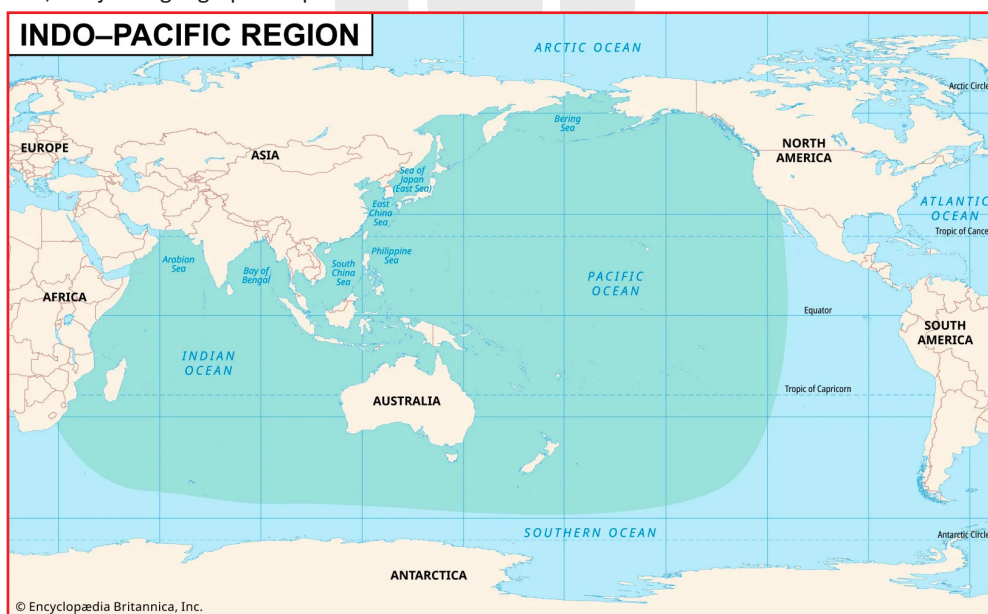 INDO–PACIFIC REGION
ARCTIC OCEAN
Arctic Circle
Bering
Sea
EUROPE
ASIA
NORTH
AMERICA
Sea of
Japan
(East Sea)
East
China
Sea
ATLANTIC
OCEAN
Tropic of Cance
Philippine
Sea
Arabian
Sea
Bay of
Bengal
South
China
Sea
PACIFIC
OCEAN
AFRICA
Equator
SOUTH
AMERICA
INDIAN
OCEAN
Tropic of Capricorn
AUSTRALIA
SOUTHERN OCEAN
Antarctic Circle
ANTARCTICA
© Encyclopædia Britannica, Inc.